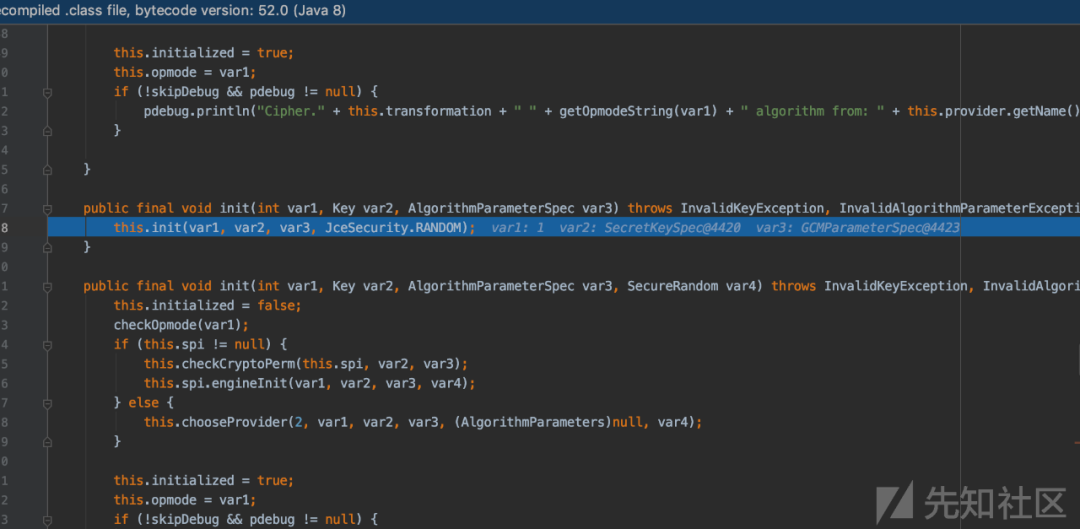 ecompiled .class file, bytecode version: 52.0 (Java 8)
8
9 this.initialized = true;
0 this.opmode = var1;
1 if (!skipDebug && pdebug != null) {
2 pdebug.println("Cipher." + this.transformation + " " + getOpmodeString(var1) + " algorithm from: " + this.provider.getName()
3 }
4
5 }
6
7 public final void init(int var1, Key var2, AlgorithmParameterSpec var3) throws InvalidKeyException, InvalidAlgorithmParameterExcepti
8 this.init(var1, var2, var3, JceSecurity.RANDOM); var1: 1 var2: SecretKeySpec@4420 var3: GCMParameterSpec@4423
9 }
0
1 public final void init(int var1, Key var2, AlgorithmParameterSpec var3, SecureRandom var4) throws InvalidKeyException, InvalidAlgori
2 this.initialized = false;
3 checkOpmode(var1);
4 if (this.spi != null) {
5 this.checkCryptoPerm(this.spi, var2, var3);
6 this.spi.engineInit(var1, var2, var3, var4);
7 } else {
8 this.chooseProvider(2, var1, var2, var3, (AlgorithmParameters)null, var4);
9 }
0
1 this.initialized = true;
2 this.opmode = var1;
3 if (!skipDebug && pdebug != null) {
先知社区